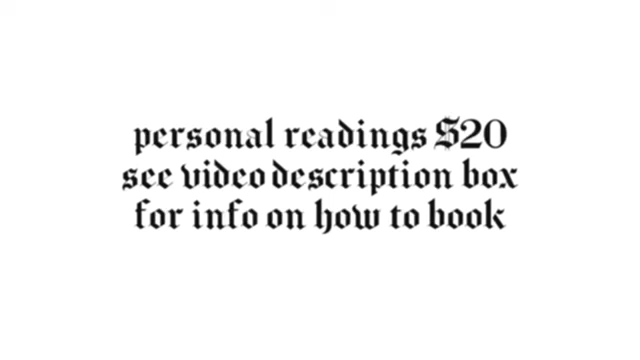 personal readings $20
see video description box
for info on how to book